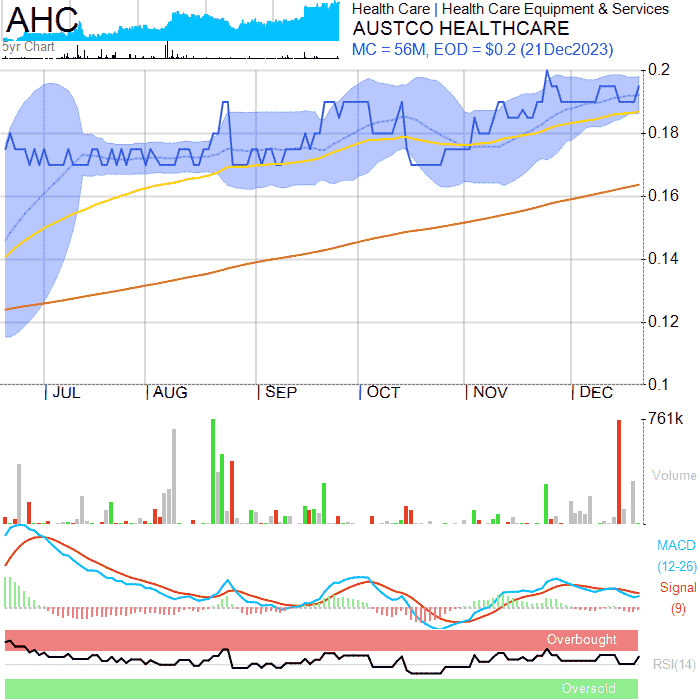 AHC
5yr Chart
Health Care | Health Care Equipment & Services
AUSTCO HEALTHCARE
MC = 56M, EOD = $0.2 (21Dec2023)
0.2
0.18
0.16
0.14
0.12
0.1
JUL AUG SEP OCT NOV DEC
761k
Volume
MACD
(12-26)
Signal
(9)
Overbought
RSI(14)
Oversold